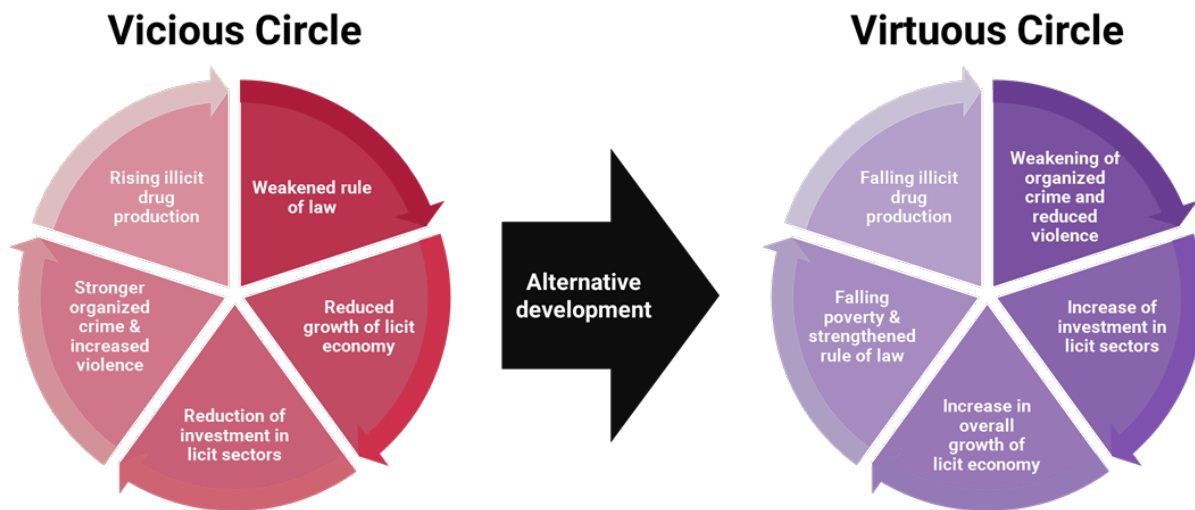 Vicious Circle
Rising illicit
drug
production
Weakened rule
of law
Reduced
growth of licit
economy
Reduction of
investment in
licit sectors
Stronger
organized
crime &
increased
violence
Alternative
development
Virtuous Circle
Falling illicit
drug
production
Weakening of
organized
crime and
reduced
violence
Increase of
investment in
licit sectors
Increase in
overall
growth of
licit economy
Falling
poverty &
strengthened
rule of law